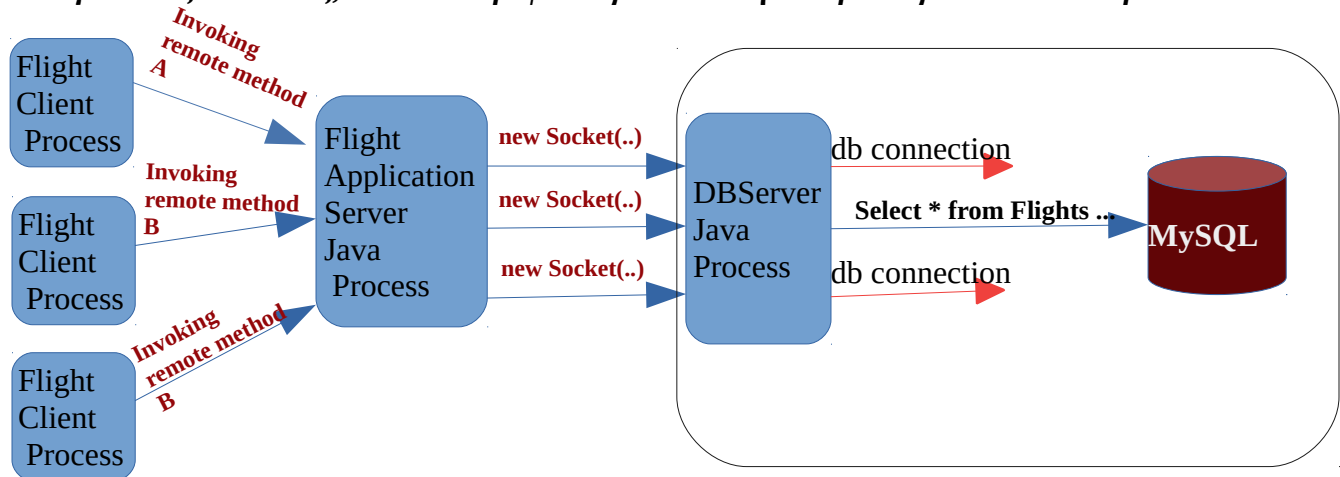 Invoking
remote method
A
Flight
Client
Process
Invoking
remote method
B
Flight
Client
Process
Invoking
remote method
B
Flight
Client
Process
Flight
Application
Server
Java
Process
new Socket(..)
new Socket(..)
new Socket(..)
DBServer
Java
Process
db connection
Select * from Flights ...
db connection
MySQL